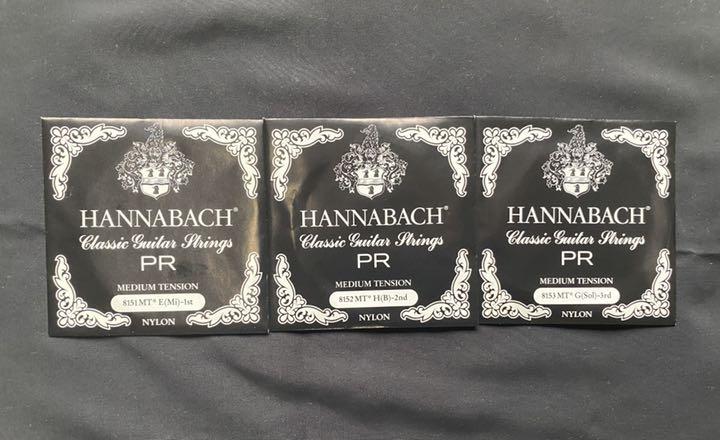 HANNABACH®
Classic Guitar Strings
PR
MEDIUM TENSION
8151 MT® E(Mi)-1st
NYLON
HANNABACH®
Classic Guitar Strings
PR
MEDIUM TENSION
8152 MT® H(B)-2nd
NYLON
HANNABACH®
Classic Guitar Strings
PR
MEDIUM TENSION
8153 MT® G(Sol)-3rd
NYLON